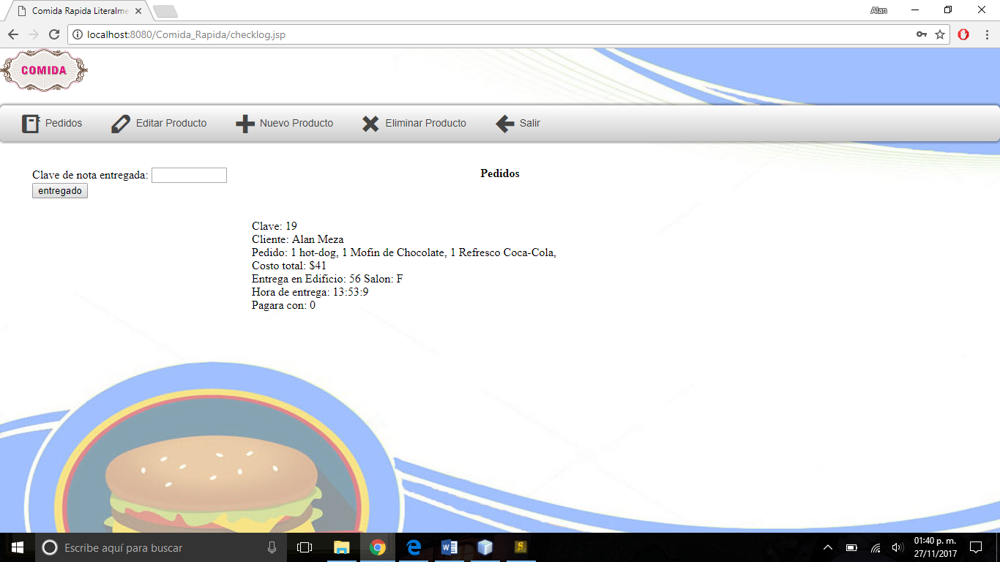 Comida Rapida Literalme
Alan
localhost:8080/Comida_Rapida/checklog.jsp
COMIDA
Pedidos
Editar Producto
Nuevo Producto
Eliminar Producto
Salir
Clave de nota entregada:
entregado
Pedidos
Clave: 19
Cliente: Alan Meza
Pedido: 1 hot-dog, 1 Mofin de Chocolate, 1 Refresco Coca-Cola,
Costo total: $41
Entrega en Edificio: 56 Salon: F
Hora de entrega: 13:53:9
Pagara con: 0
Escribe aquí para buscar
01:40 p. m.
27/11/2017